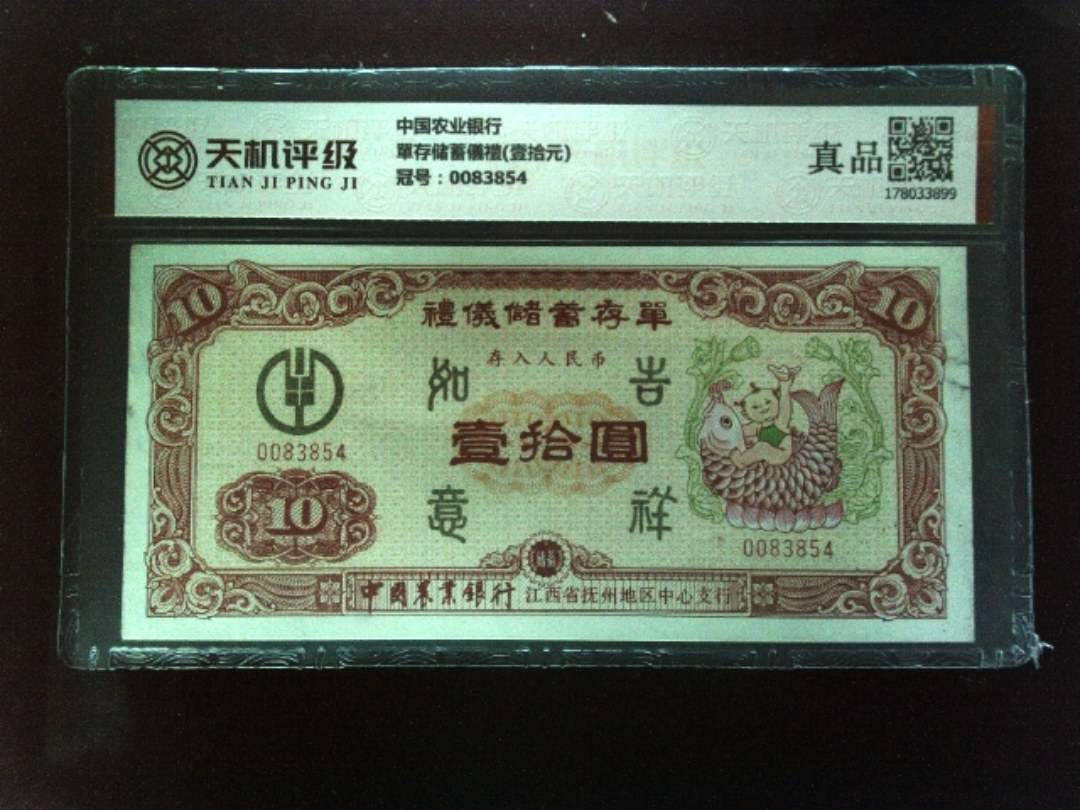 天机评级
TIAN JI PING JI
中国农业银行
單存储蓄儀禮(壹拾元)
冠号：0083854
真品
178033899
10
10
禮儀儲蓄存單
存入人民币
如 吉
壹拾圓
意 祥
0083854
10
0083854
中國農業銀行 江西省抚州地区中心支行